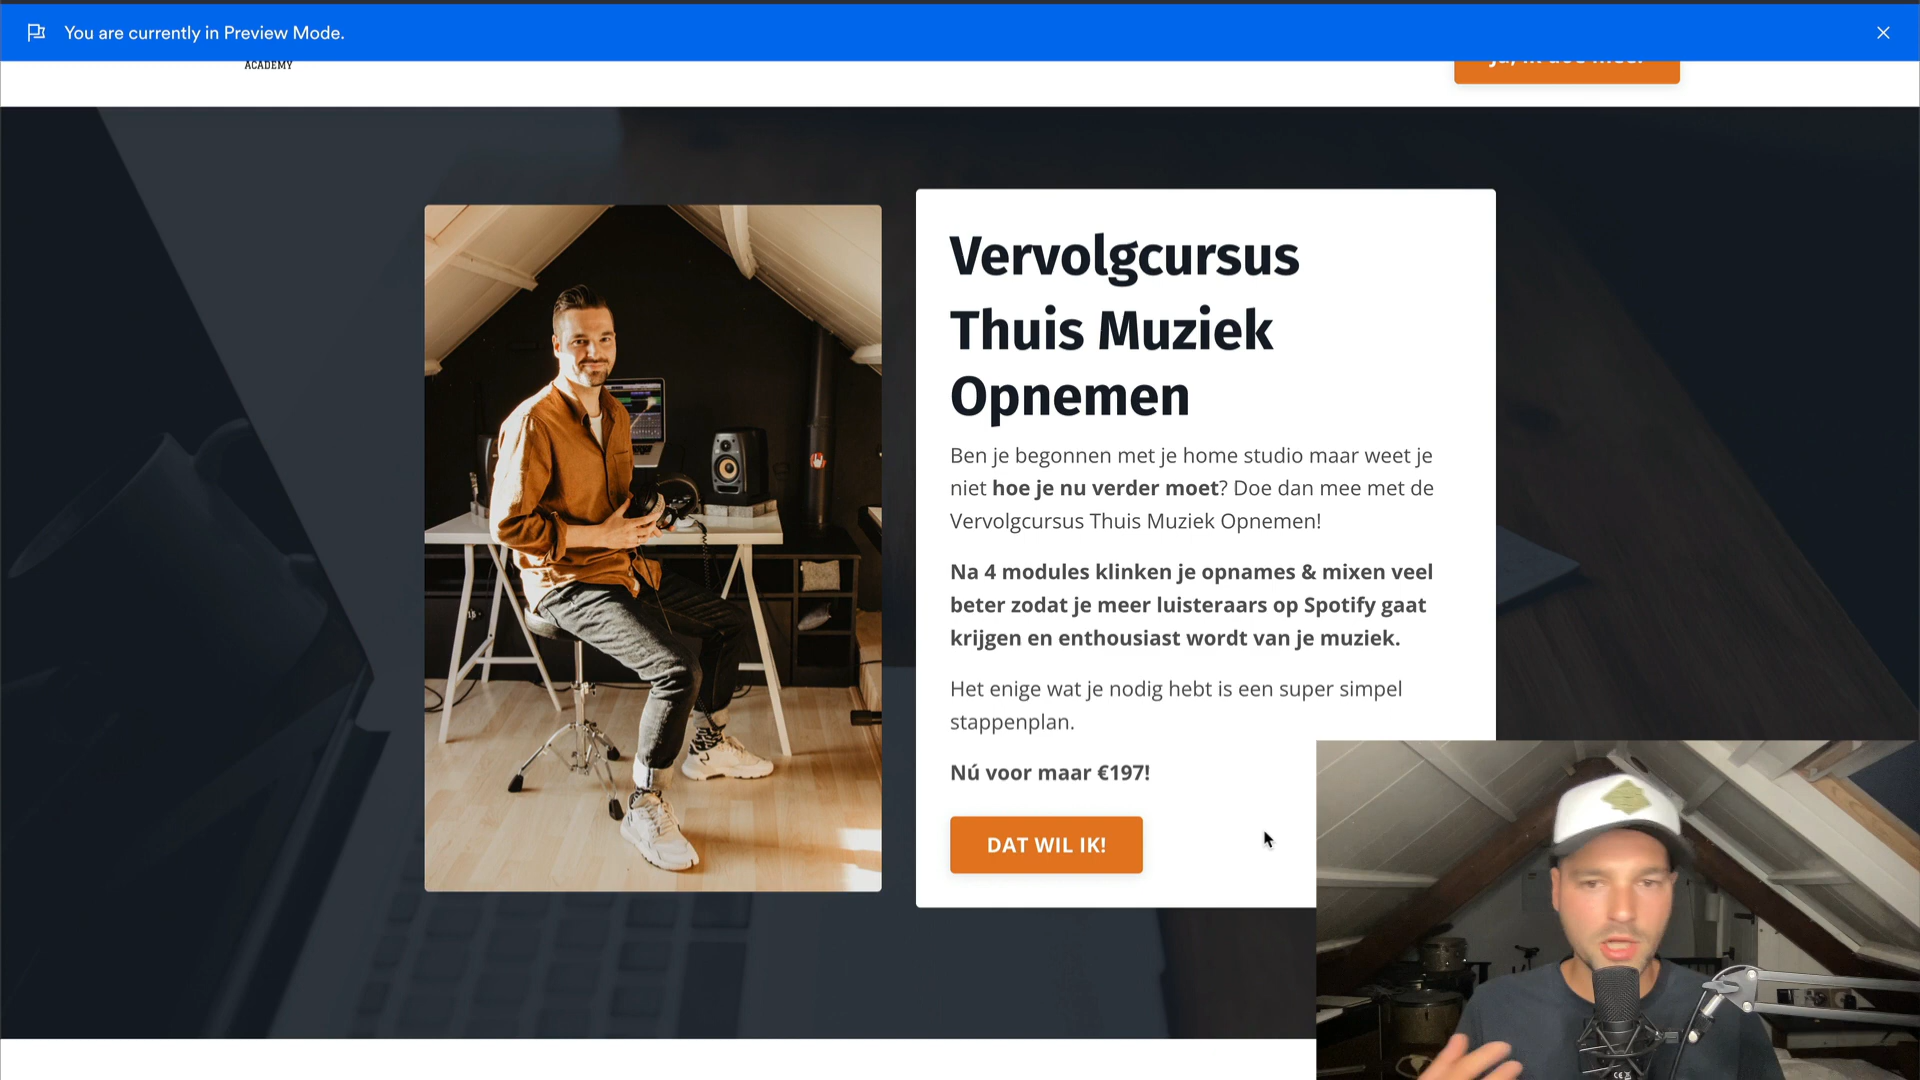 You are currently in Preview Mode.
ACADEMY
Vervolgcursus
Thuis Muziek
Opnemen
Ben je begonnen met je home studio maar weet je
niet hoe je nu verder moet? Doe dan mee met de
Vervolgcursus Thuis Muziek Opnemen!
Na 4 modules klinken je opnames & mixen veel
beter zodat je meer luisteraars op Spotify gaat
krijgen en enthousiast wordt van je muziek.
Het enige wat je nodig hebt is een super simpel
stappenplan.
Nú voor maar €197!
DAT WIL IK!